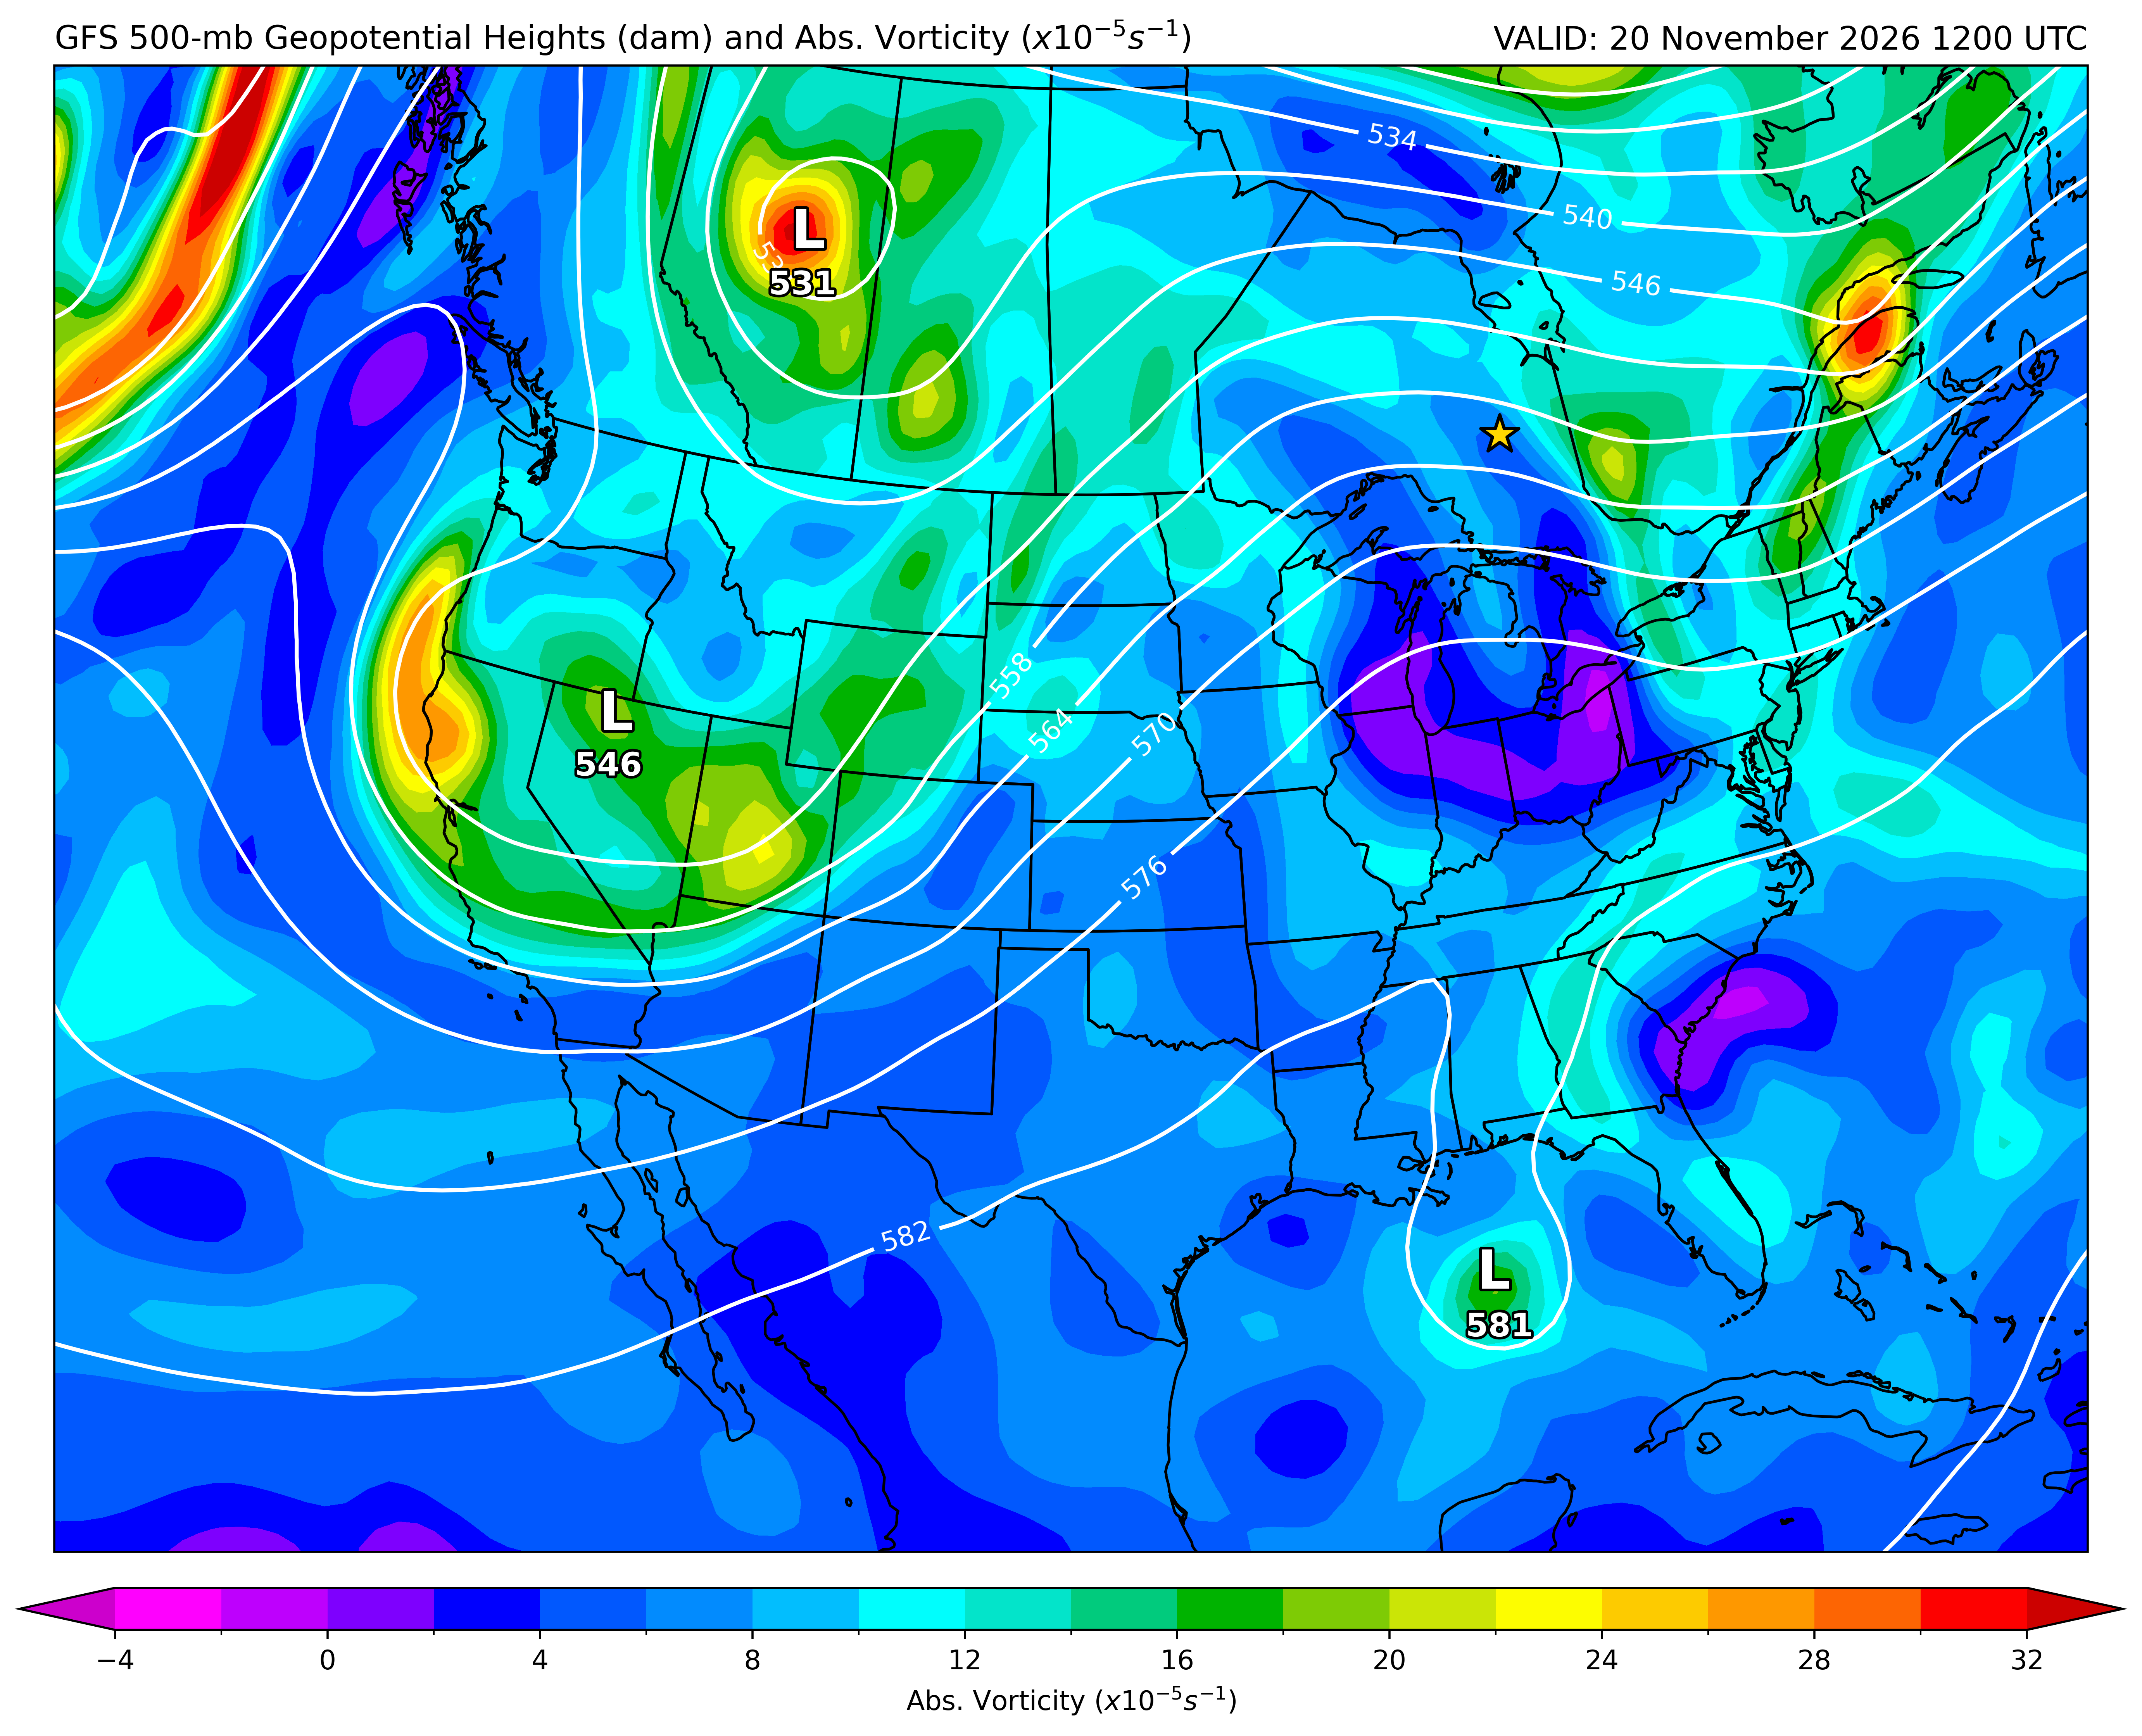 GFS 500-mb Geopotential Heights (dam) and Abs. Vorticity (x10⁻⁵s⁻¹)
VALID: 20 November 2026 1200 UTC
534
540
L
531
546
558
L
546
564
570
576
582
L
581
−4 0 4 8 12 16 20 24 28 32
Abs. Vorticity (x10⁻⁵s⁻¹)